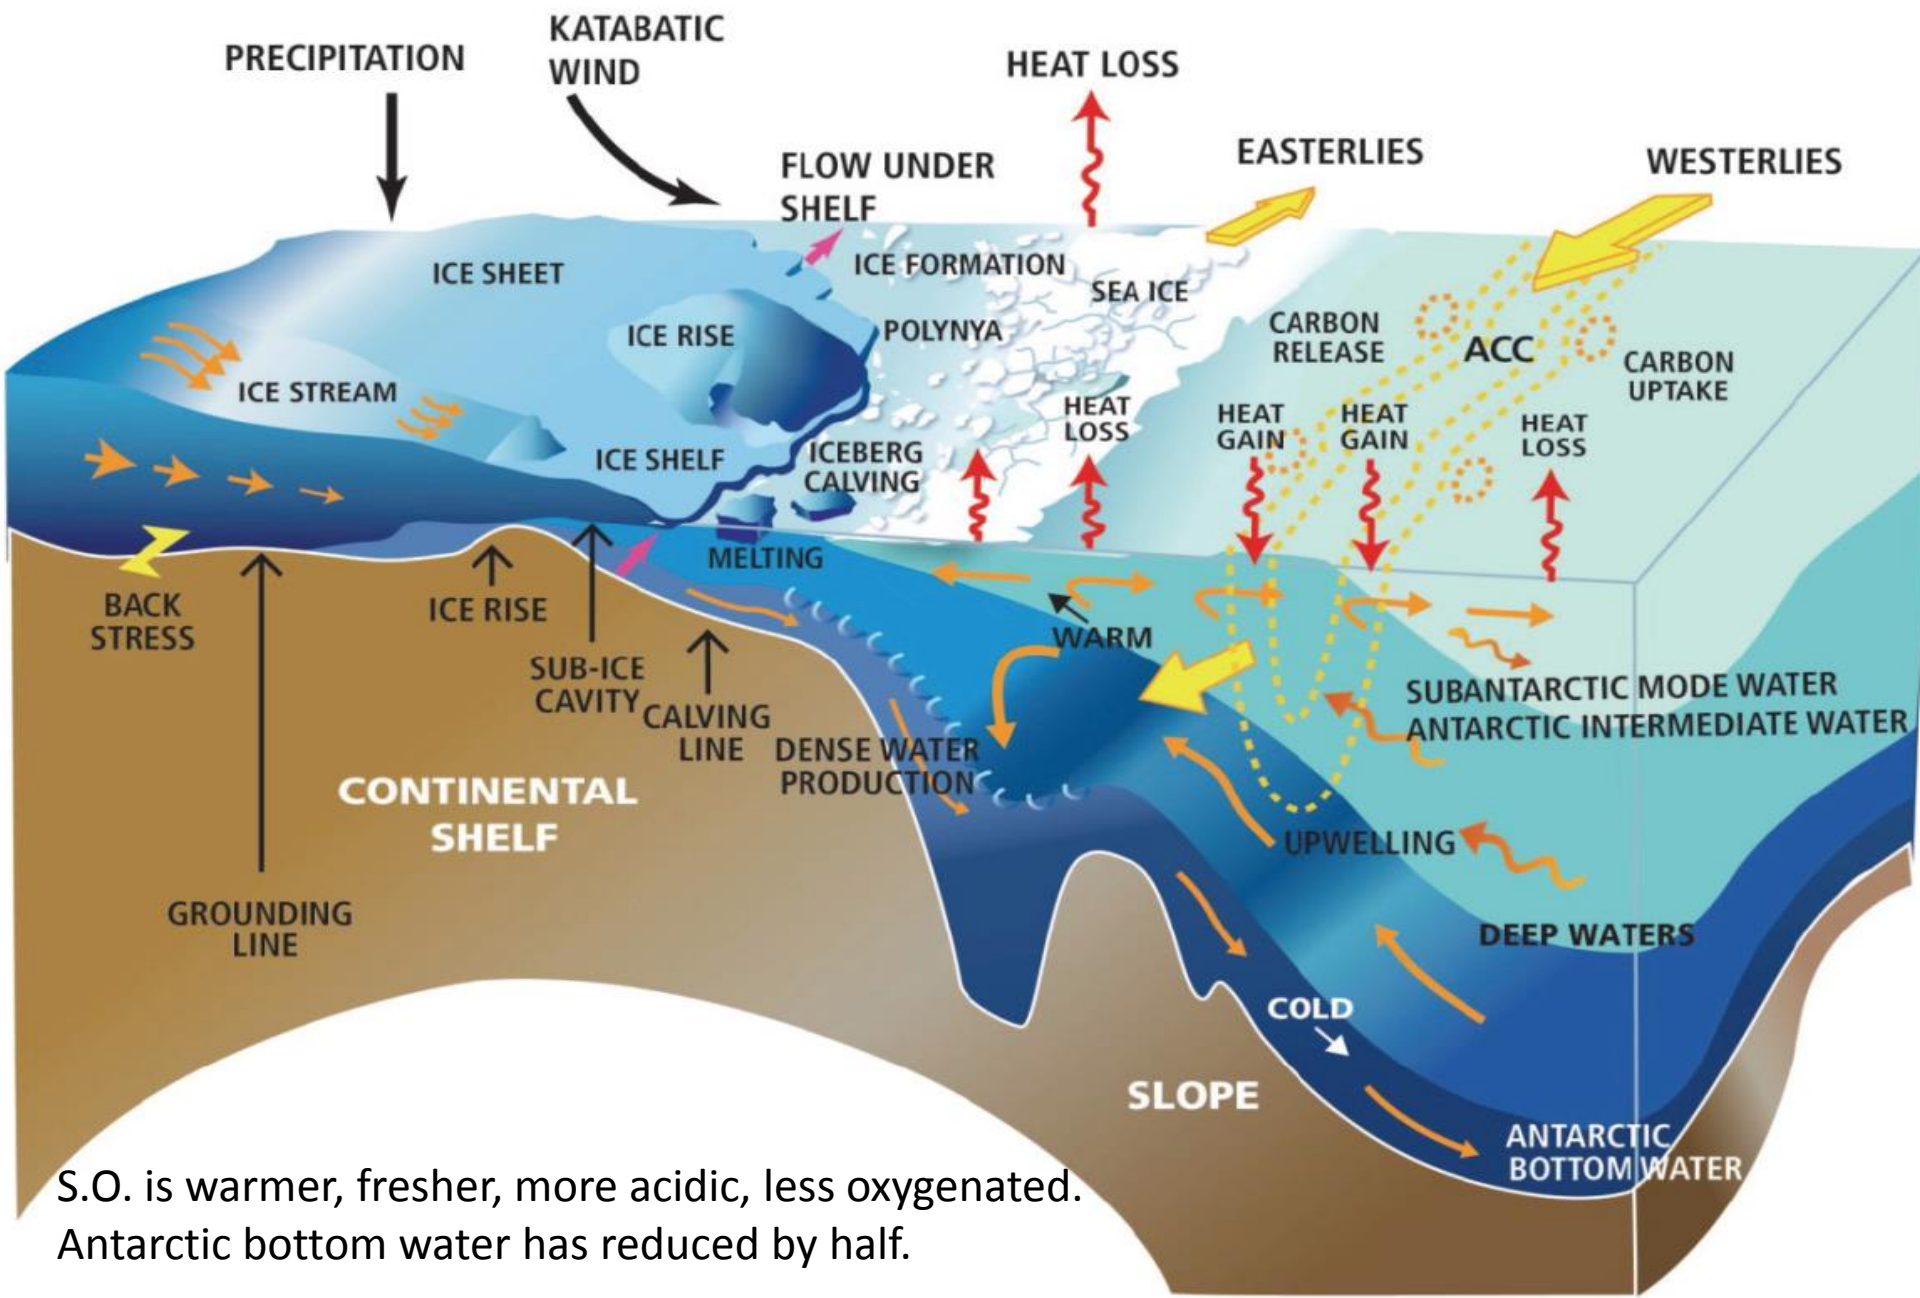 PRECIPITATION
KATABATIC
WIND
HEAT LOSS
FLOW UNDER
SHELF
EASTERLIES
WESTERLIES
ICE SHEET
ICE FORMATION
SEA ICE
ICE RISE
POLYNYA
CARBON
RELEASE
ACC
CARBON
UPTAKE
ICE STREAM
HEAT
LOSS
HEAT
GAIN
HEAT
GAIN
HEAT
LOSS
ICE SHELF
ICEBERG
CALVING
MELTING
BACK
STRESS
ICE RISE
WARM
SUB-ICE
CAVITY
CALVING
LINE
DENSE WATER
PRODUCTION
SUBANTARCTIC MODE WATER
ANTARCTIC INTERMEDIATE WATER
CONTINENTAL
SHELF
UPWELLING
GROUNDING
LINE
DEEP WATERS
COLD
SLOPE
ANTARCTIC
BOTTOM WATER
S.O. is warmer, fresher, more acidic, less oxygenated.
Antarctic bottom water has reduced by half.